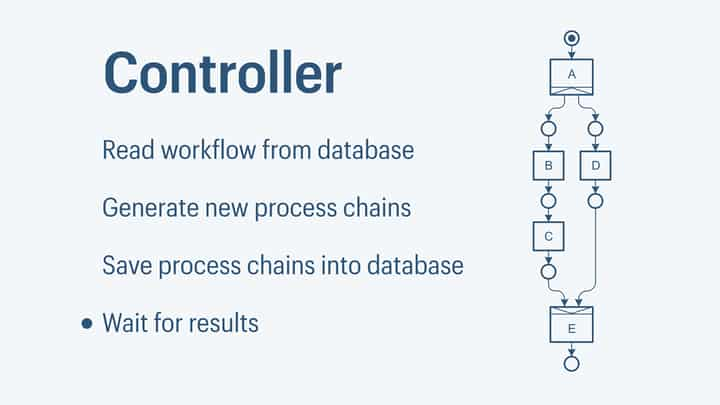 Controller
Read workflow from database
Generate new process chains
Save process chains into database
Wait for results
A
B
D
C
E